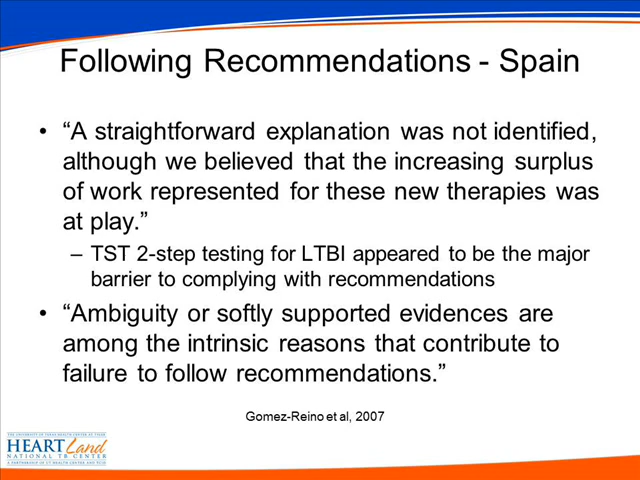 Following Recommendations - Spain
• “A straightforward explanation was not identified,
although we believed that the increasing surplus
of work represented for these new therapies was
at play.”
– TST 2-step testing for LTBI appeared to be the major
barrier to complying with recommendations
• “Ambiguity or softly supported evidences are
among the intrinsic reasons that contribute to
failure to follow recommendations.”
Gomez-Reino et al, 2007
THE UNIVERSITY OF TEXAS HEALTH CENTER AT TYLER
HEARTLand
NATIONAL TB CENTER
A PARTNERSHIP OF UT HEALTH CENTER AND TCID